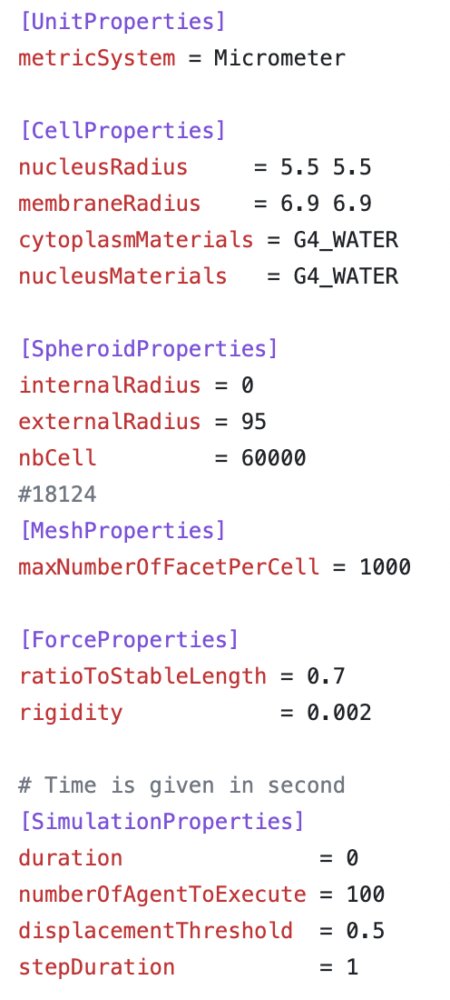 [UnitProperties]
metricSystem = Micrometer
[CellProperties]
nucleusRadius     = 5.5 5.5
membraneRadius    = 6.9 6.9
cytoplasmMaterials = G4_WATER
nucleusMaterials   = G4_WATER
[SpheroidProperties]
internalRadius = 0
externalRadius = 95
nbCell         = 60000
#18124
[MeshProperties]
maxNumberOfFacetPerCell = 1000
[ForceProperties]
ratioToStableLength = 0.7
rigidity            = 0.002
# Time is given in second
[SimulationProperties]
duration               = 0
numberOfAgentToExecute = 100
displacementThreshold  = 0.5
stepDuration           = 1